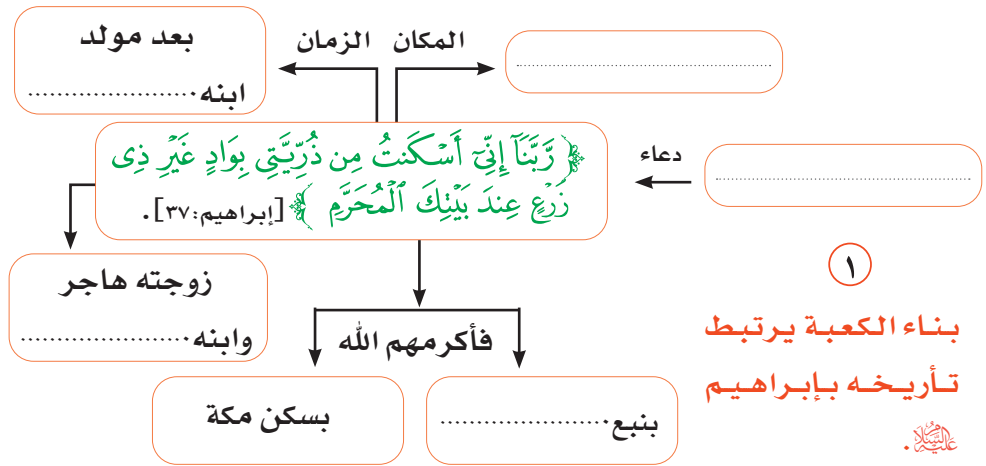 بعد مولد
ابنه.....................
الزمان
المكان
........................................
دعاء
........................................
﴿ رَّبَّنَآ إِنِّىٓ أَسْكَنتُ مِن ذُرِّيَّتِى بِوَادٍ غَيْرِ ذِى
زَرْعٍ عِندَ بَيْتِكَ ٱلْمُحَرَّمِ ﴾ [إبراهيم:٣٧].
زوجته هاجر
وابنه......................
فأكرمهم الله
بسكن مكة
بنبع......................
١
بناء الكعبة يرتبط
تأريخه بإبراهيم
عليه السلام.